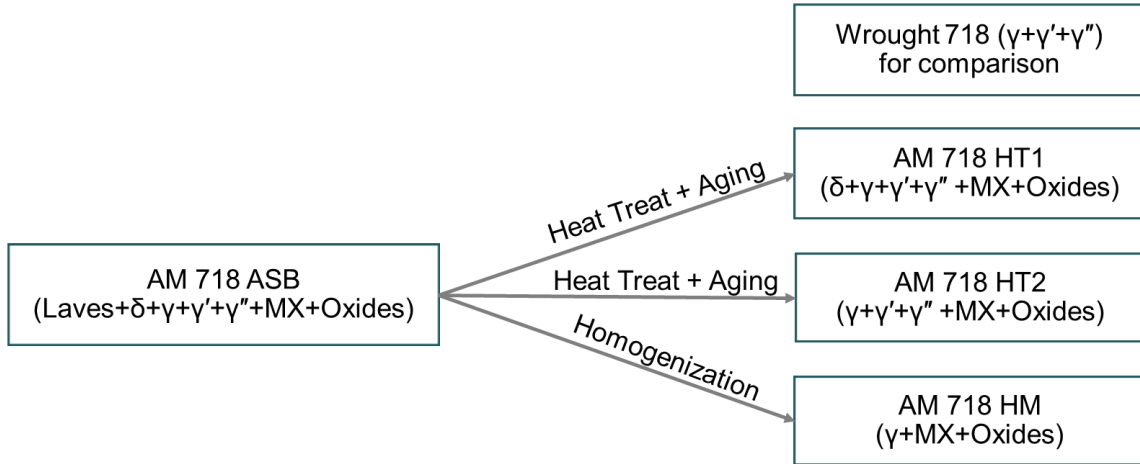 Wrought 718 (γ+γ′+γ″)
for comparison
AM 718 HT1
(δ+γ+γ′+γ″ +MX+Oxides)
Heat Treat + Aging
AM 718 ASB
(Laves+δ+γ+γ′+γ″+MX+Oxides)
Heat Treat + Aging
AM 718 HT2
(γ+γ′+γ″ +MX+Oxides)
Homogenization
AM 718 HM
(γ+MX+Oxides)